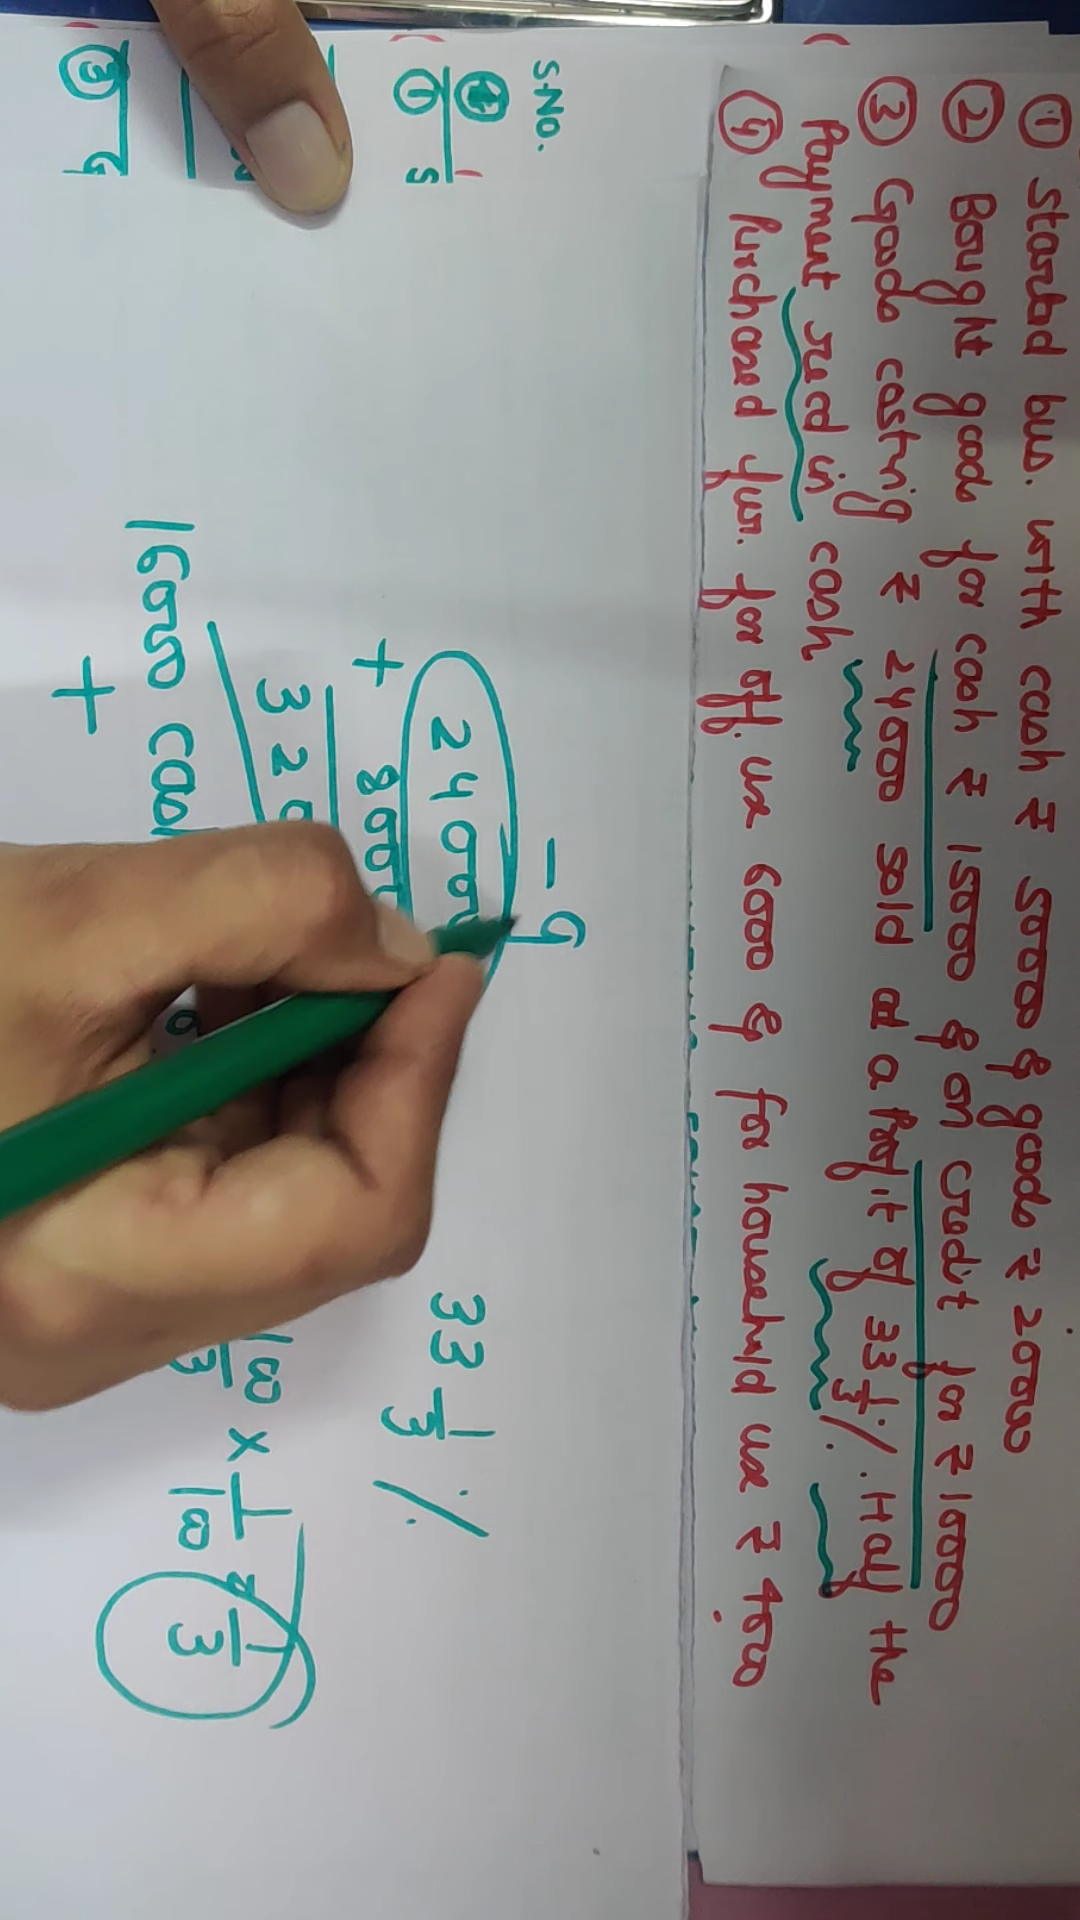 ① Started bus. with cash ₹ 50000 & goods ₹ 20000
② Bought goods for cash ₹ 15000 & on credit for ₹ 10000
③ Goods costing ₹ 24000 sold at a Profit of 33 1/3 %. Half the
Payment recd in cash
④ Purchased fur. for off. use 6000 & for household use ₹ 4000
S.No.
①
③
- 9
24000
+ 8000
16000 cash
+
33 1/3 %
100 × 1/100 = 1/3
3